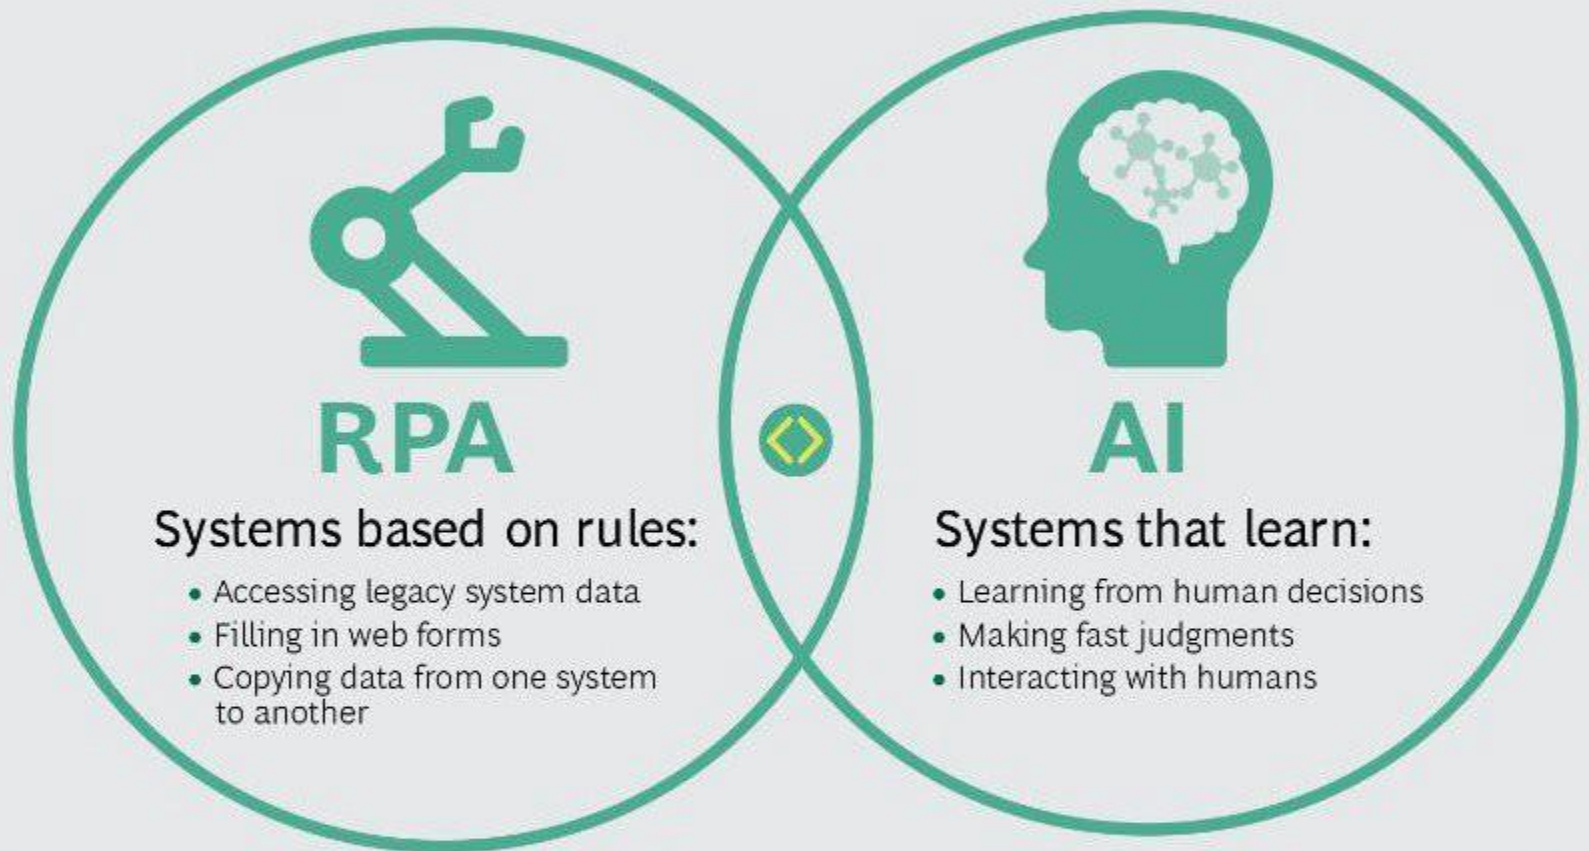 RPA
Systems based on rules:
• Accessing legacy system data
• Filling in web forms
• Copying data from one system
to another
AI
Systems that learn:
• Learning from human decisions
• Making fast judgments
• Interacting with humans